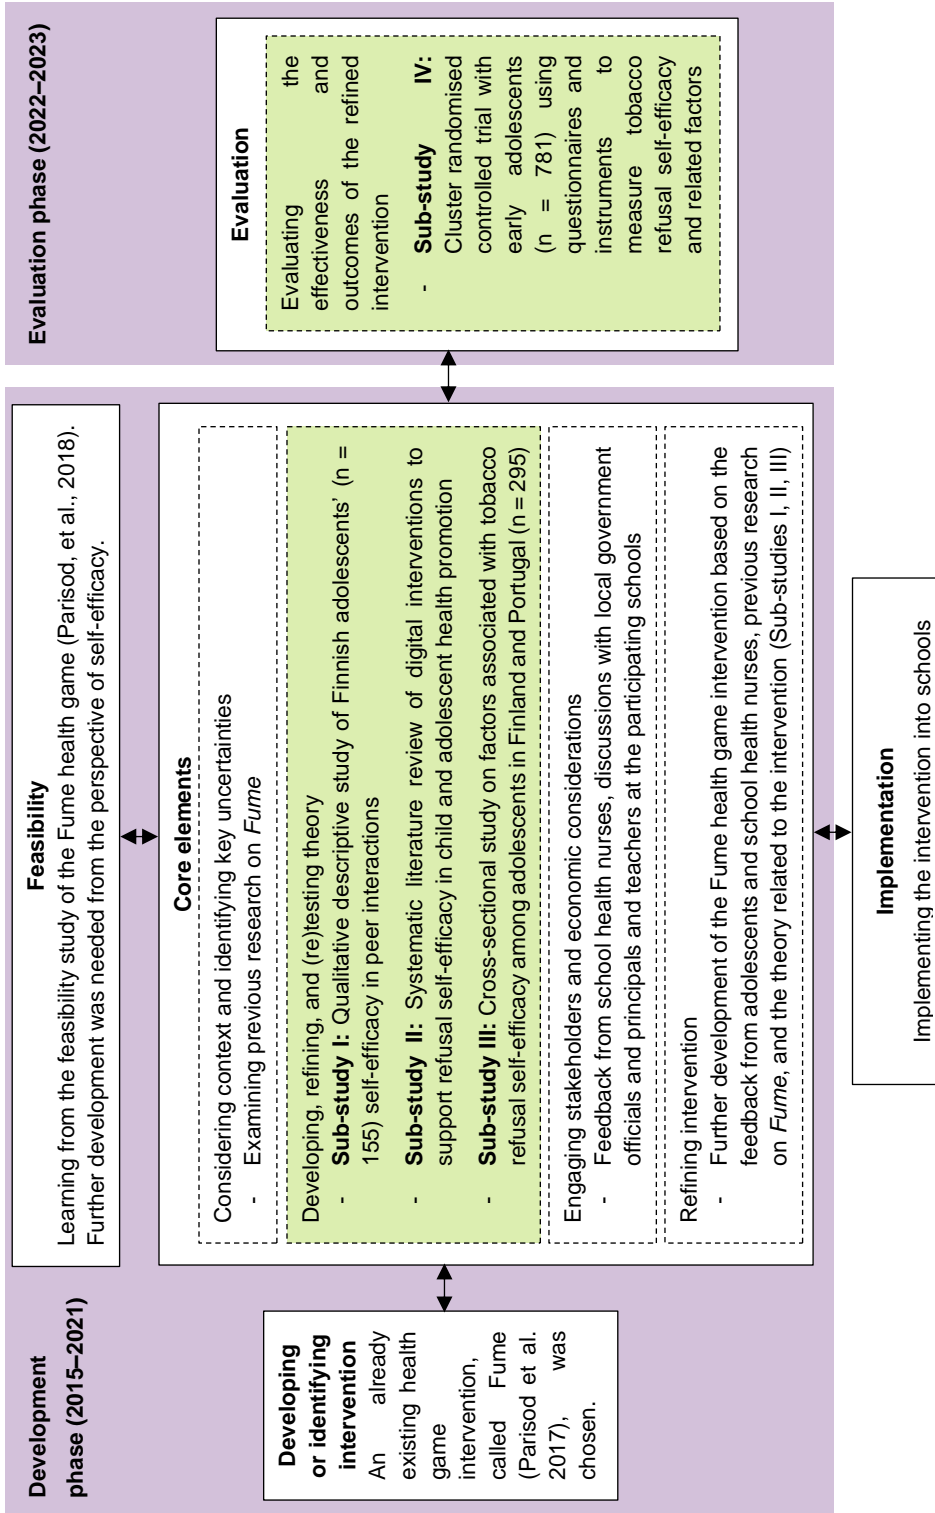 Development
phase (2015–2021)
Developing
or identifying
intervention
An already
existing health
game
intervention,
called Fume
(Parisod et al.
2017), was
chosen.
Feasibility
Learning from the feasibility study of the Fume health game (Parisod, et al., 2018).
Further development was needed from the perspective of self-efficacy.
Core elements
Considering context and identifying key uncertainties
- Examining previous research on Fume
Developing, refining, and (re)testing theory
- Sub-study I: Qualitative descriptive study of Finnish adolescents’ (n =
155) self-efficacy in peer interactions
- Sub-study II: Systematic literature review of digital interventions to
support refusal self-efficacy in child and adolescent health promotion
- Sub-study III: Cross-sectional study on factors associated with tobacco
refusal self-efficacy among adolescents in Finland and Portugal (n = 295)
Engaging stakeholders and economic considerations
- Feedback from school health nurses, discussions with local government
officials and principals and teachers at the participating schools
Refining intervention
- Further development of the Fume health game intervention based on the
feedback from adolescents and school health nurses, previous research
on Fume, and the theory related to the intervention (Sub-studies I, II, III)
Implementation
Implementing the intervention into schools
Evaluation phase (2022–2023)
Evaluation
Evaluating the
effectiveness and
outcomes of the refined
intervention
- Sub-study IV:
Cluster randomised
controlled trial with
early adolescents
(n = 781) using
questionnaires and
instruments to
measure tobacco
refusal self-efficacy
and related factors